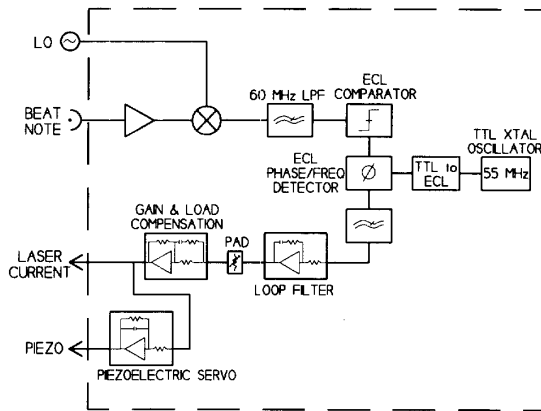 LO
BEAT
NOTE
60 MHz LPF
ECL
COMPARATOR
TTL XTAL
OSCILLATOR
ECL
PHASE/FREQ
DETECTOR
Ø
TTL to
ECL
55 MHz
GAIN & LOAD
COMPENSATION
PAD
LASER
CURRENT
LOOP FILTER
PIEZO
PIEZOELECTRIC SERVO